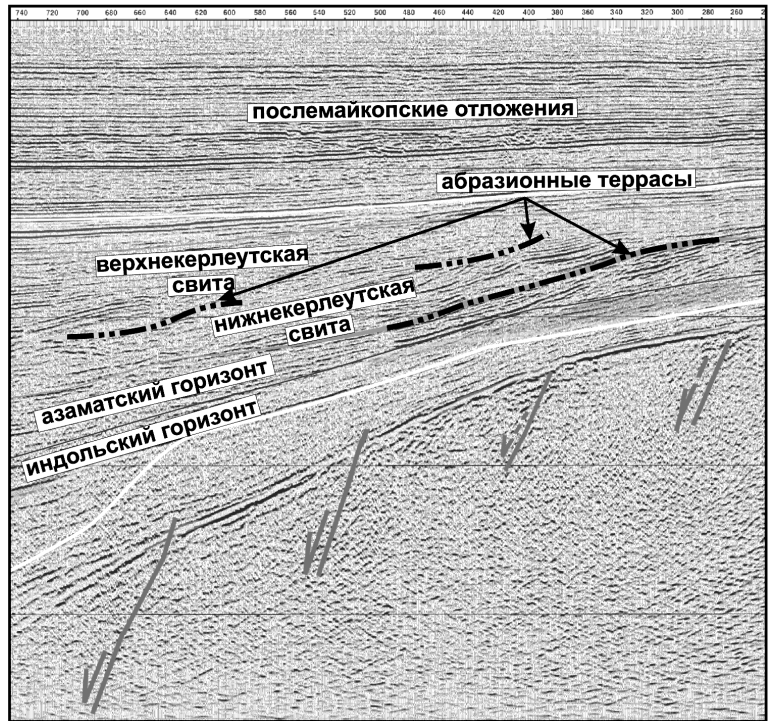 740 720 700 680 660 640 620 600 580 560 540 520 500 480 460 440 420 400 380 360 340 320 300 280 260 2
послемайкопские отложения
абразионные террасы
верхнекерлеутская
свита
нижнекерлеутская
свита
азаматский горизонт
индольский горизонт